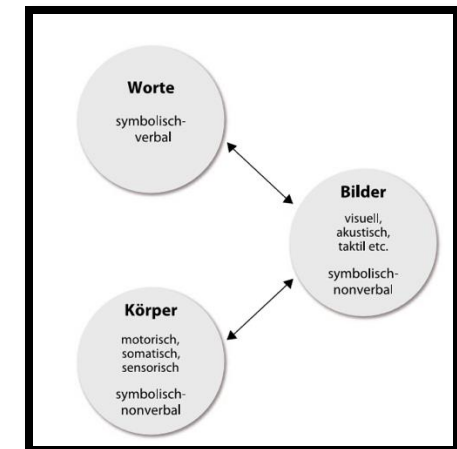 Worte
symbolisch-
verbal
Bilder
visuell,
akustisch,
taktil etc.
symbolisch-
nonverbal
Körper
motorisch,
somatisch,
sensorisch
symbolisch-
nonverbal